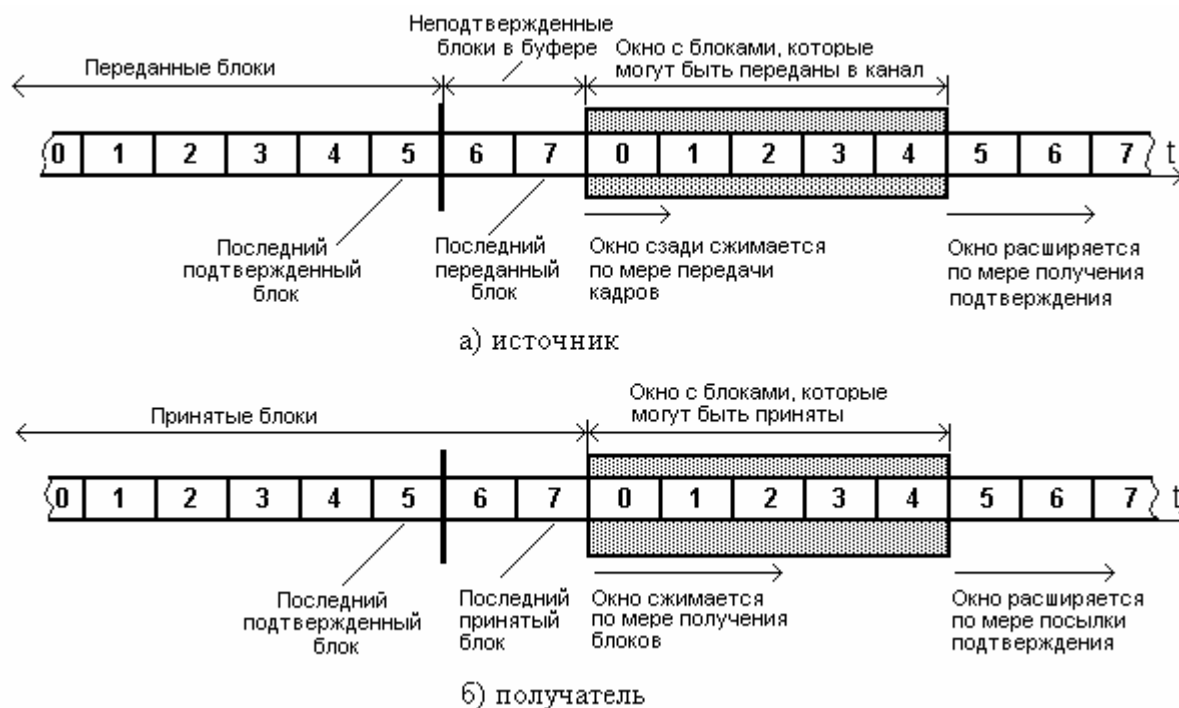 Неподтвержденные
блоки в буфере
Окно с блоками, которые
могут быть переданы в канал
Переданные блоки
0 1 2 3 4 5 6 7 0 1 2 3 4 5 6 7 t
Последний
подтвержденный
блок
Последний
переданный
блок
Окно сзади сжимается
по мере передачи
кадров
Окно расширяется
по мере получения
подтверждения
а) источник
Окно с блоками, которые
могут быть приняты
Принятые блоки
0 1 2 3 4 5 6 7 0 1 2 3 4 5 6 7 t
Последний
подтвержденный
блок
Последний
принятый
блок
Окно сжимается
по мере получения
блоков
Окно расширяется
по мере посылки
подтверждения
б) получатель